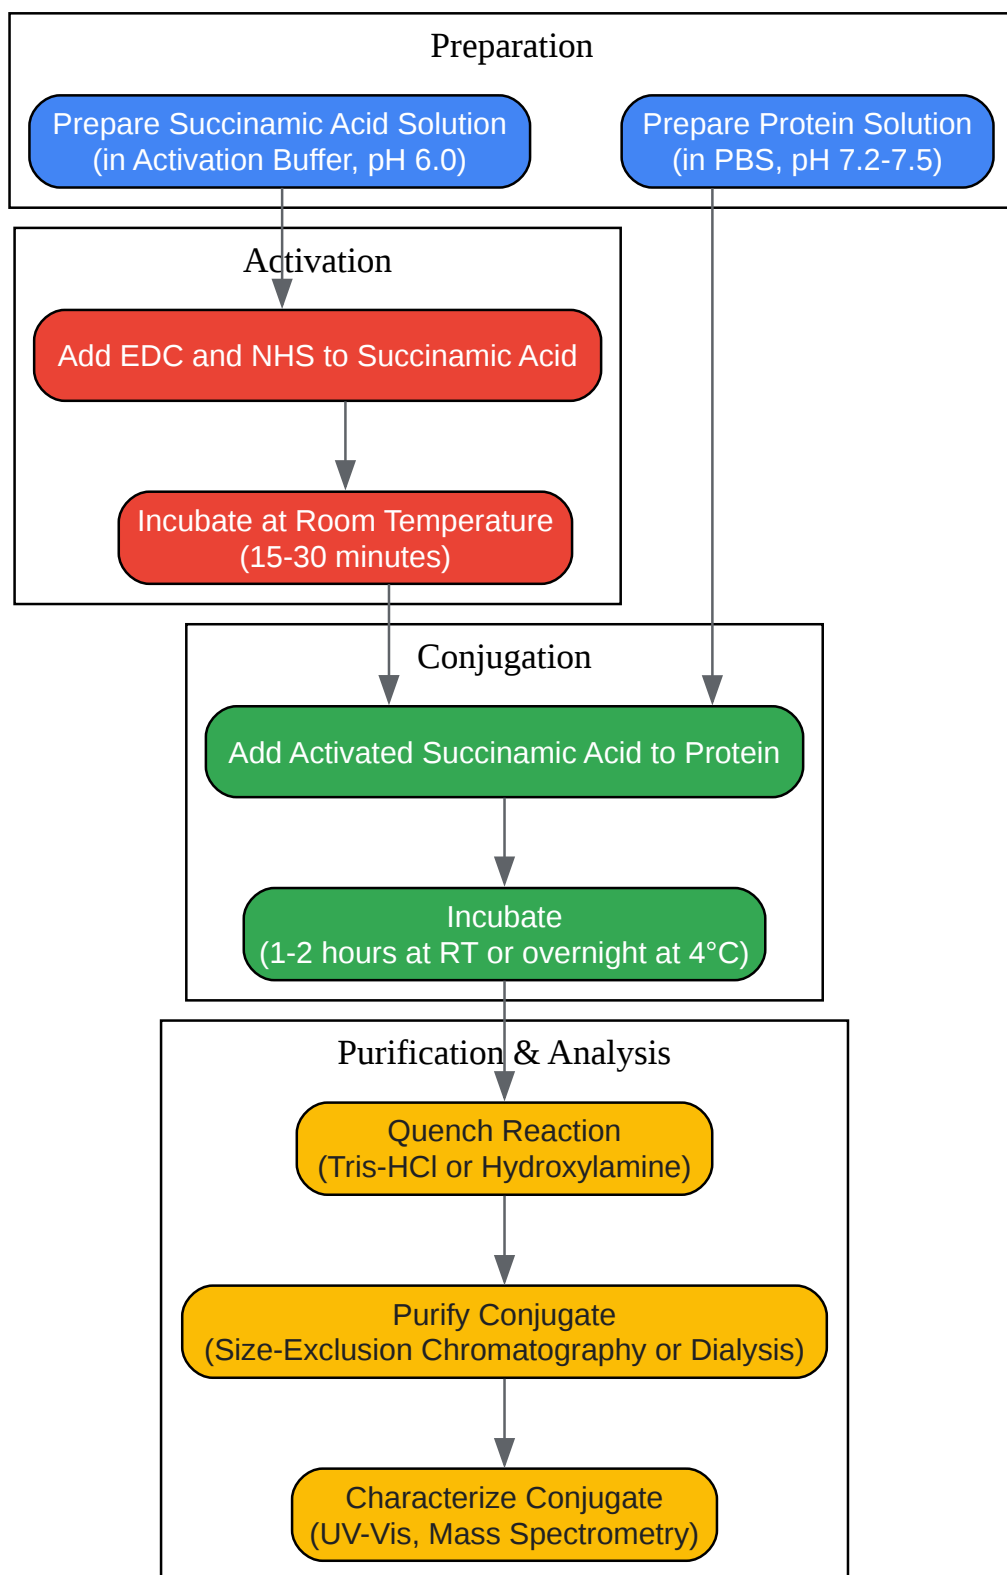 Preparation
Prepare Succinamic Acid Solution
(in Activation Buffer, pH 6.0)
Prepare Protein Solution
(in PBS, pH 7.2-7.5)
Activation
Add EDC and NHS to Succinamic Acid
Incubate at Room Temperature
(15-30 minutes)
Conjugation
Add Activated Succinamic Acid to Protein
Incubate
(1-2 hours at RT or overnight at 4°C)
Purification & Analysis
Quench Reaction
(Tris-HCl or Hydroxylamine)
Purify Conjugate
(Size-Exclusion Chromatography or Dialysis)
Characterize Conjugate
(UV-Vis, Mass Spectrometry)